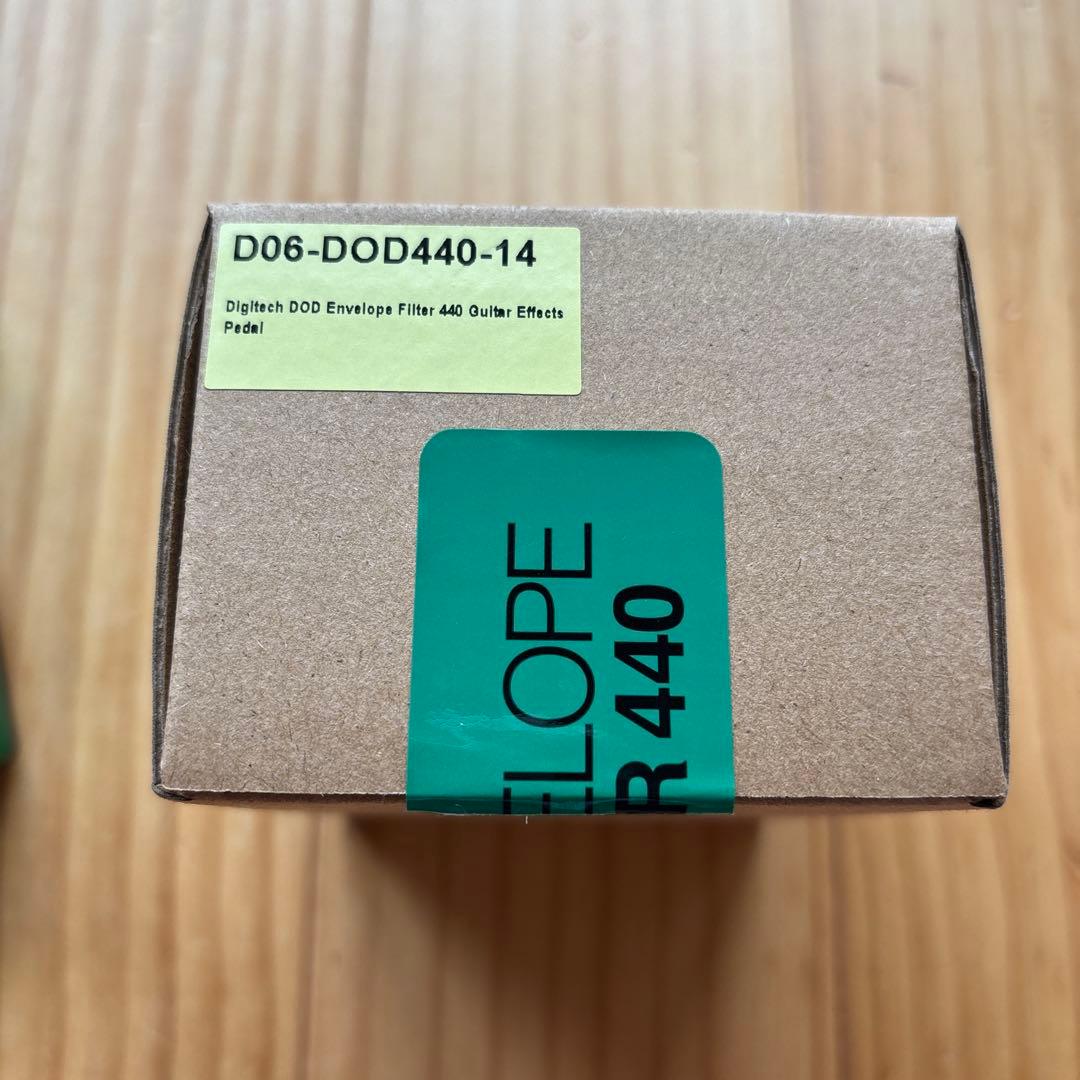 D06-DOD440-14
Digitech DOD Envelope Filter 440 Guitar Effects
Pedal
ELOPE
R 440